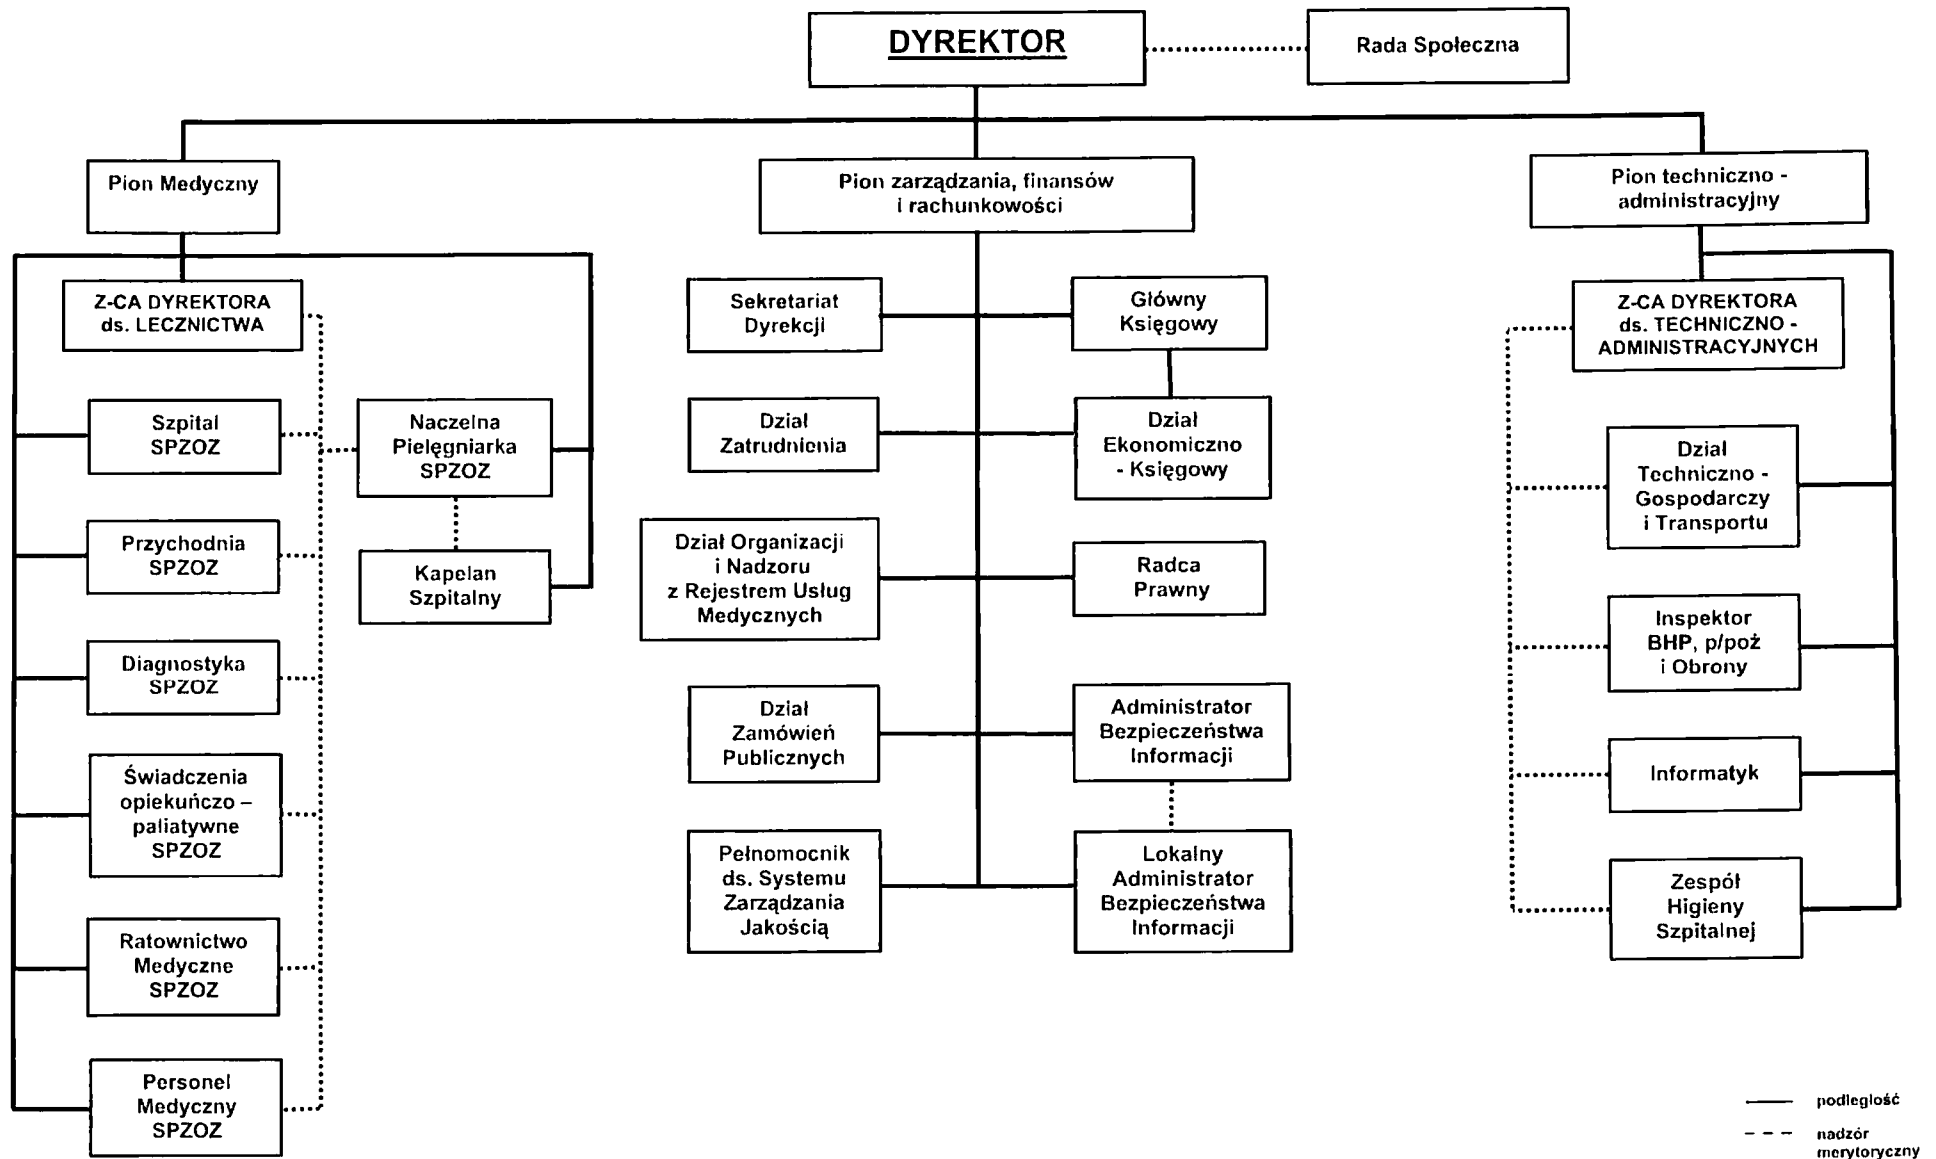 DYREKTOR
Rada Społeczna
Pion Medyczny
Pion zarządzania, finansów
i rachunkowości
Pion techniczno -
administracyjny
Z-CA DYREKTORA
ds. LECZNICTWA
Szpital
SPZOZ
Przychodnia
SPZOZ
Diagnostyka
SPZOZ
Świadczenia
opiekuńczo –
paliatywne
SPZOZ
Ratownictwo
Medyczne
SPZOZ
Personel
Medyczny
SPZOZ
Naczelna
Pielęgniarka
SPZOZ
Kapelan
Szpitalny
Sekretariat
Dyrekcji
Główny
Księgowy
Dział
Zatrudnienia
Dział
Ekonomiczno
- Księgowy
Dział Organizacji
i Nadzoru
z Rejestrem Usług
Medycznych
Radca
Prawny
Dział
Zamówień
Publicznych
Administrator
Bezpieczeństwa
Informacji
Pełnomocnik
ds. Systemu
Zarządzania
Jakością
Lokalny
Administrator
Bezpieczeństwa
Informacji
Z-CA DYREKTORA
ds. TECHNICZNO -
ADMINISTRACYJNYCH
Dział
Techniczno -
Gospodarczy
i Transportu
Inspektor
BHP, p/poż
i Obrony
Informatyk
Zespół
Higieny
Szpitalnej
podległość
nadzór
merytoryczny